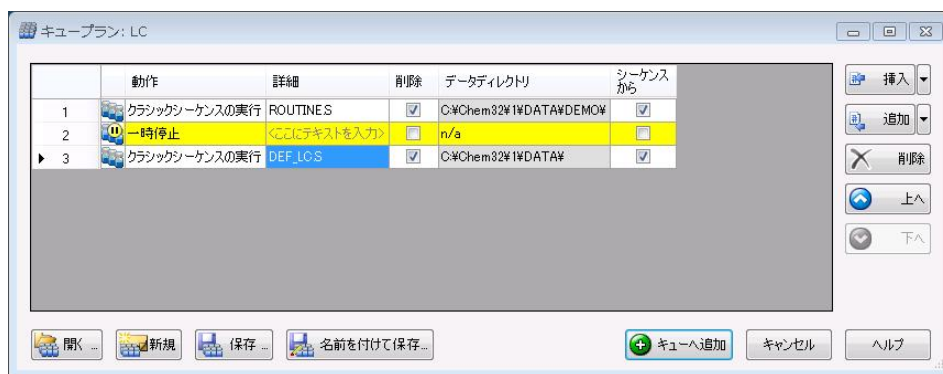 キュープラン: LC
動作 詳細 削除 データディレクトリ シーケンスから
1 クラシックシーケンスの実行 ROUTINE.S C:¥Chem32¥1¥DATA¥DEMO¥
2 一時停止 <ここにテキストを入力> n/a
3 クラシックシーケンスの実行 DEF_LC.S C:¥Chem32¥1¥DATA¥
挿入
追加
削除
上へ
下へ
開く ...
新規
保存 ...
名前を付けて保存...
キューへ追加
キャンセル
ヘルプ